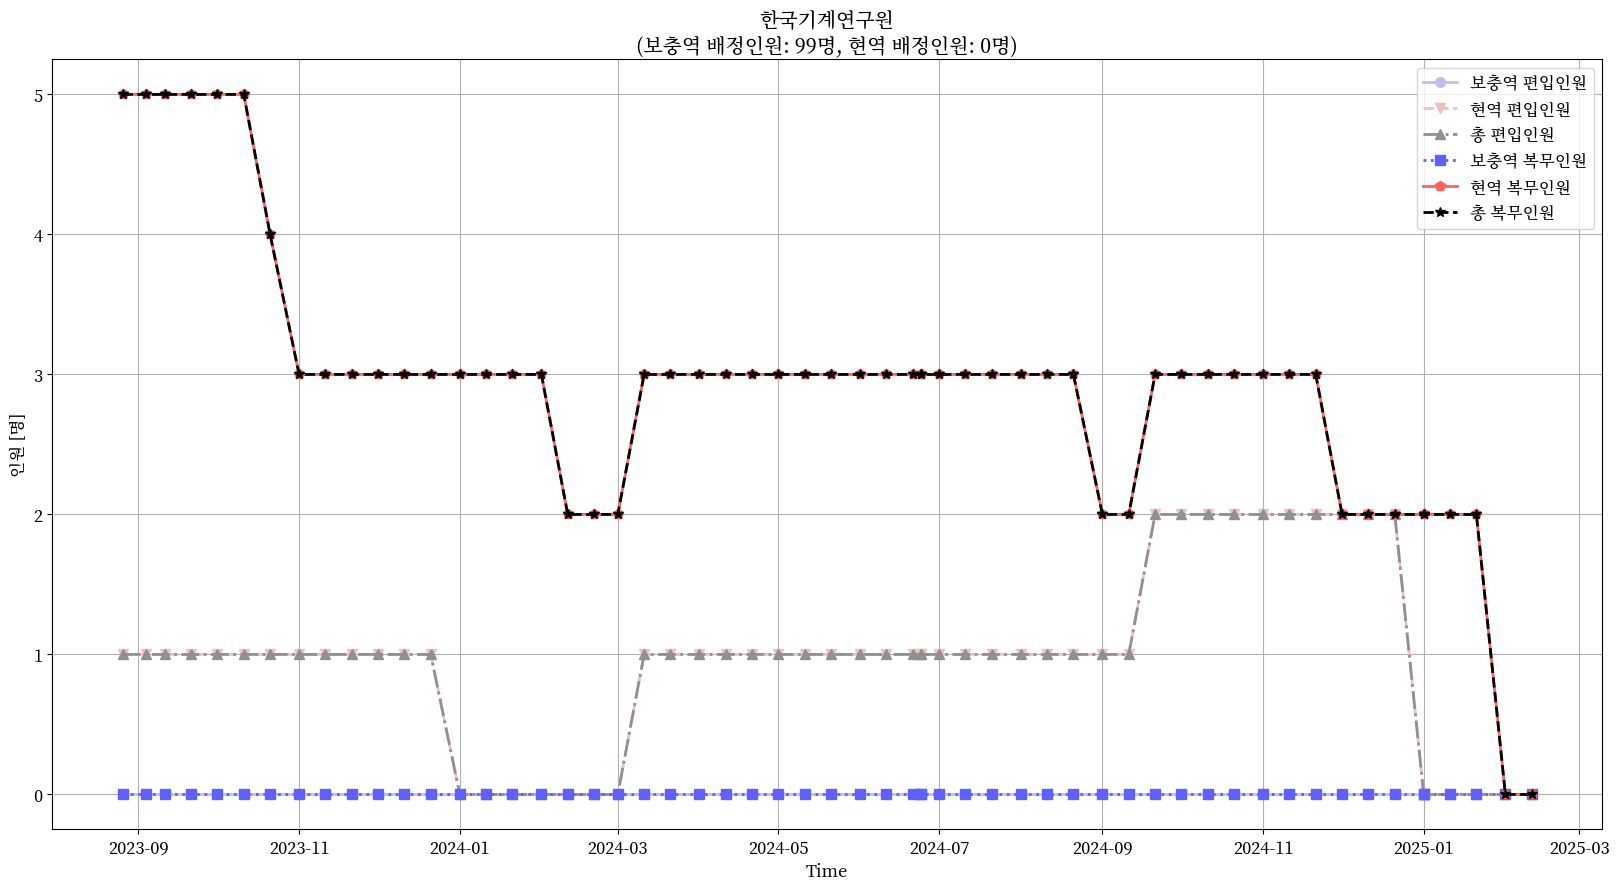 한국기계연구원
(보충역 배정인원: 99명, 현역 배정인원: 0명)
보충역 편입인원
현역 편입인원
총 편입인원
보충역 복무인원
현역 복무인원
총 복무인원
인원 [명]
5
4
3
2
1
0
2023-09
2023-11
2024-01
2024-03
2024-05
2024-07
2024-09
2024-11
2025-01
2025-03
Time